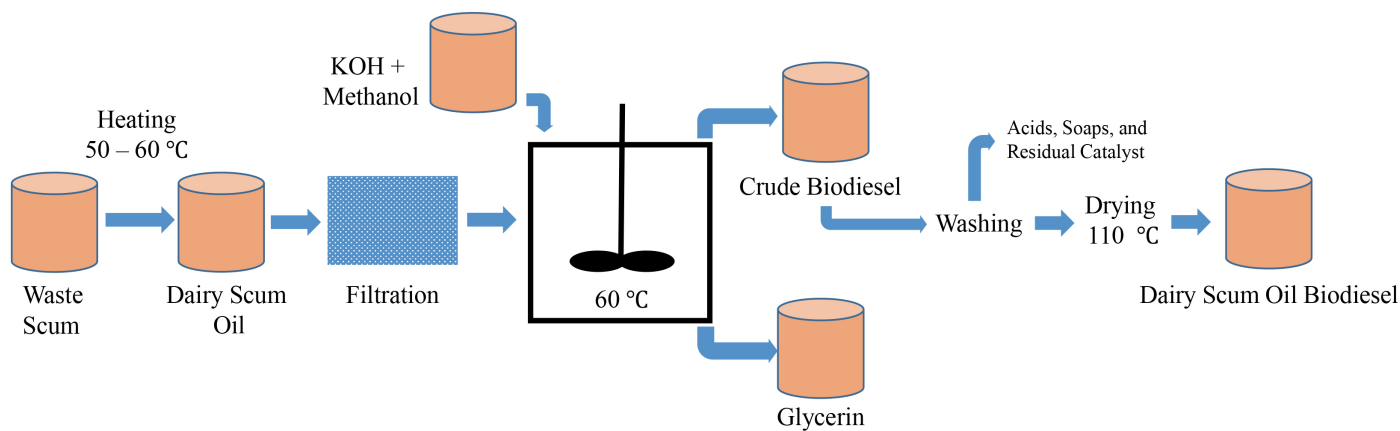 Heating
50 – 60 °C
Waste
Scum
Dairy Scum
Oil
Filtration
KOH +
Methanol
60 °C
Crude Biodiesel
Glycerin
Washing
Acids, Soaps, and
Residual Catalyst
Drying
110 °C
Dairy Scum Oil Biodiesel